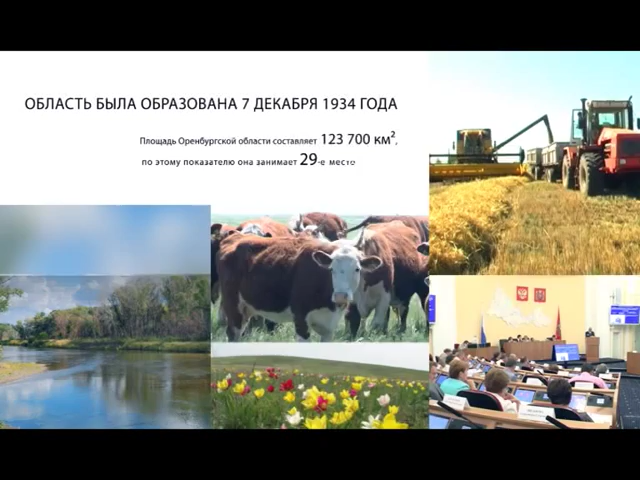 ОБЛАСТЬ БЫЛА ОБРАЗОВАНА 7 ДЕКАБРЯ 1934 ГОДА
Площадь Оренбургской области составляет 123 700 км²,
по этому показателю она занимает 29-е место